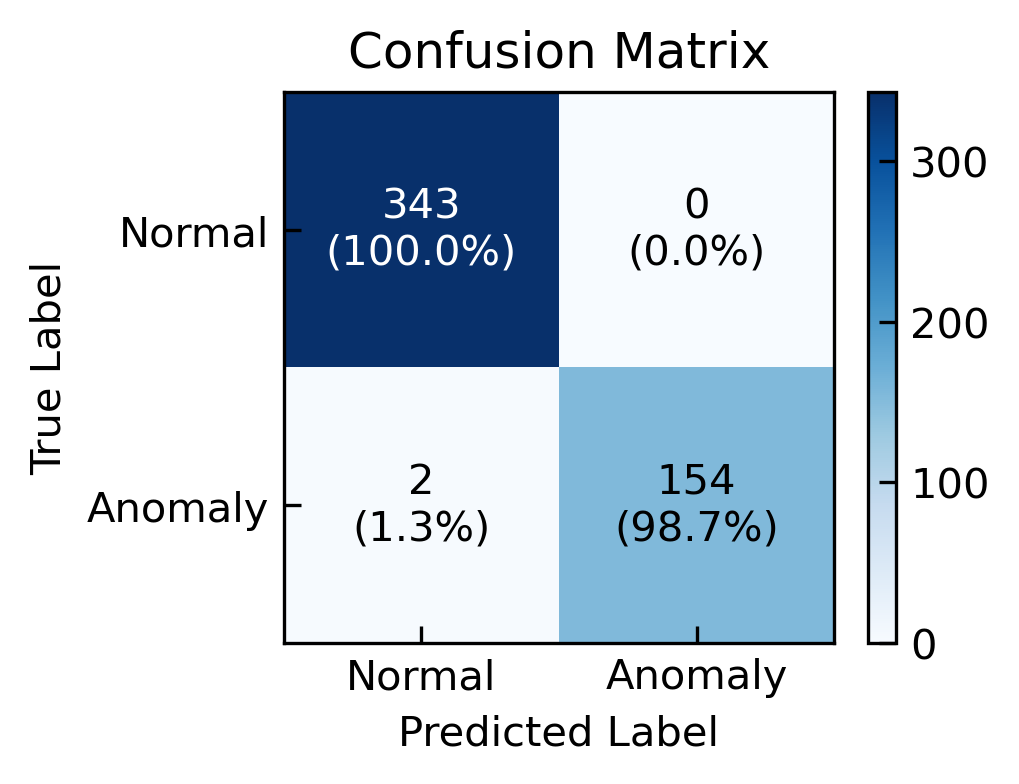 Confusion Matrix
True Label
Normal
343
(100.0%)
0
(0.0%)
Anomaly
2
(1.3%)
154
(98.7%)
Normal
Anomaly
Predicted Label
300
200
100
0